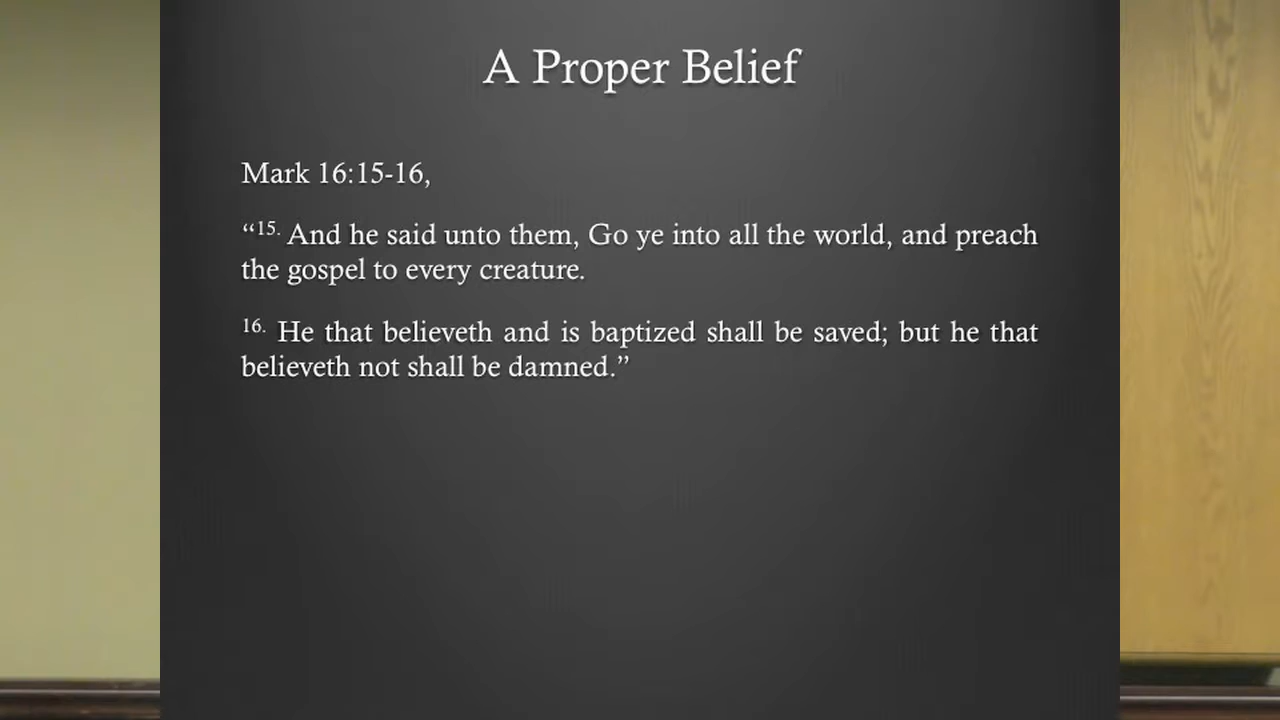 A Proper Belief
Mark 16:15-16,
“15. And he said unto them, Go ye into all the world, and preach
the gospel to every creature.
16. He that believeth and is baptized shall be saved; but he that
believeth not shall be damned.”